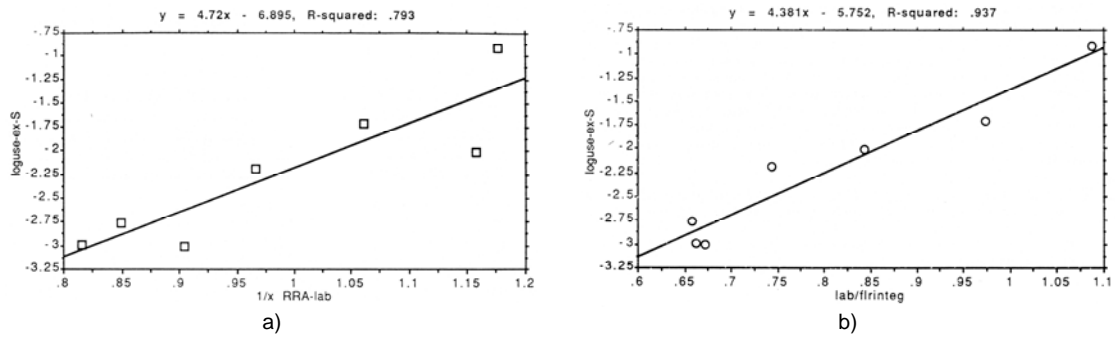 y = 4.72x - 6.895, R-squared: .793
-.75
-1
-1.25
-1.5
-1.75
-2
-2.25
-2.5
-2.75
-3
-3.25
loguse-ex-S
.8 .85 .9 .95 1 1.05 1.1 1.15 1.2
1/x RRA-lab
a)
y = 4.381x - 5.752, R-squared: .937
-.75
-1
-1.25
-1.5
-1.75
-2
-2.25
-2.5
-2.75
-3
-3.25
loguse-ex-S
.6 .65 .7 .75 .8 .85 .9 .95 1 1.05 1.1
lab/flrinteg
b)